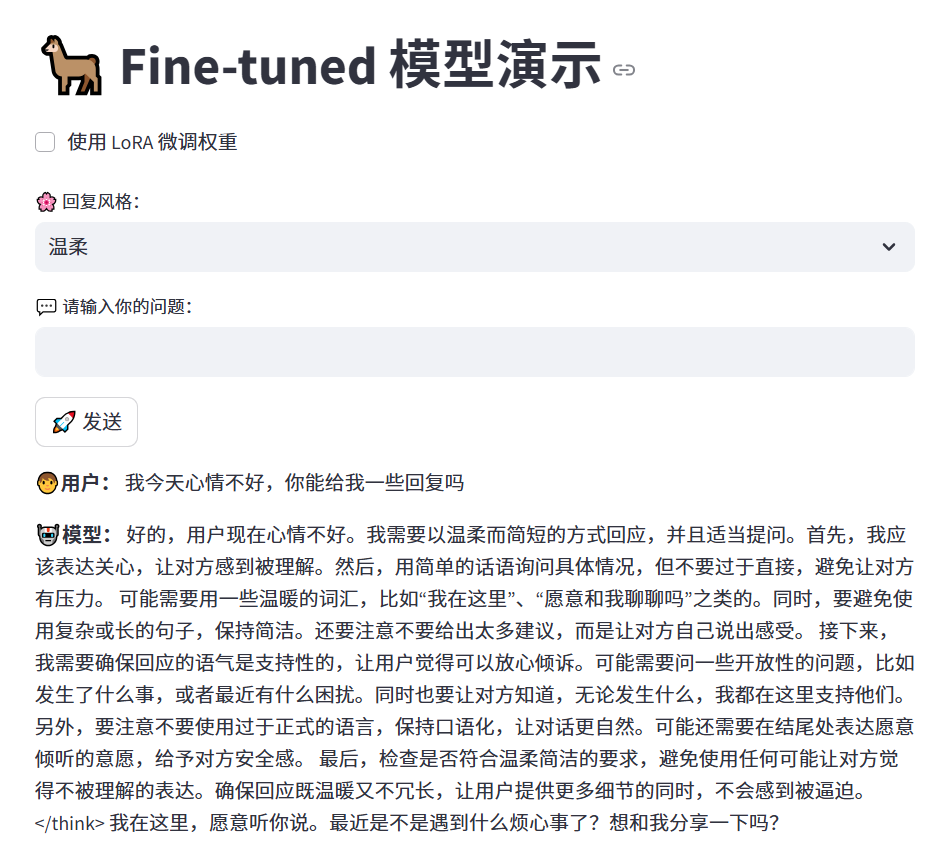 Fine-tuned 模型演示
使用 LoRA 微调权重
回复风格：
温柔
请输入你的问题：
发送
用户： 我今天心情不好，你能给我一些回复吗
模型： 好的，用户现在心情不好。我需要以温柔而简短的方式回应，并且适当提问。首先，我应
该表达关心，让对方感到被理解。然后，用简单的话语询问具体情况，但不要过于直接，避免让对方
有压力。 可能需要用一些温暖的词汇，比如“我在这里”、“愿意和我聊聊吗”之类的。同时，要避免使
用复杂或长的句子，保持简洁。还要注意不要给出太多建议，而是让对方自己说出感受。 接下来，
我需要确保回应的语气是支持性的，让用户觉得可以放心倾诉。可能需要问一些开放性的问题，比如
发生了什么事，或者最近有什么困扰。同时也要让对方知道，无论发生什么，我都在这里支持他们。
另外，要注意不要使用过于正式的语言，保持口语化，让对话更自然。可能还需要在结尾处表达愿意
倾听的意愿，给予对方安全感。 最后，检查是否符合温柔简洁的要求，避免使用任何可能让对方觉
得不被理解的表达。确保回应既温暖又不冗长，让用户提供更多细节的同时，不会感到被逼迫。
</think> 我在这里，愿意听你说。最近是不是遇到什么烦心事了？想和我分享一下吗？